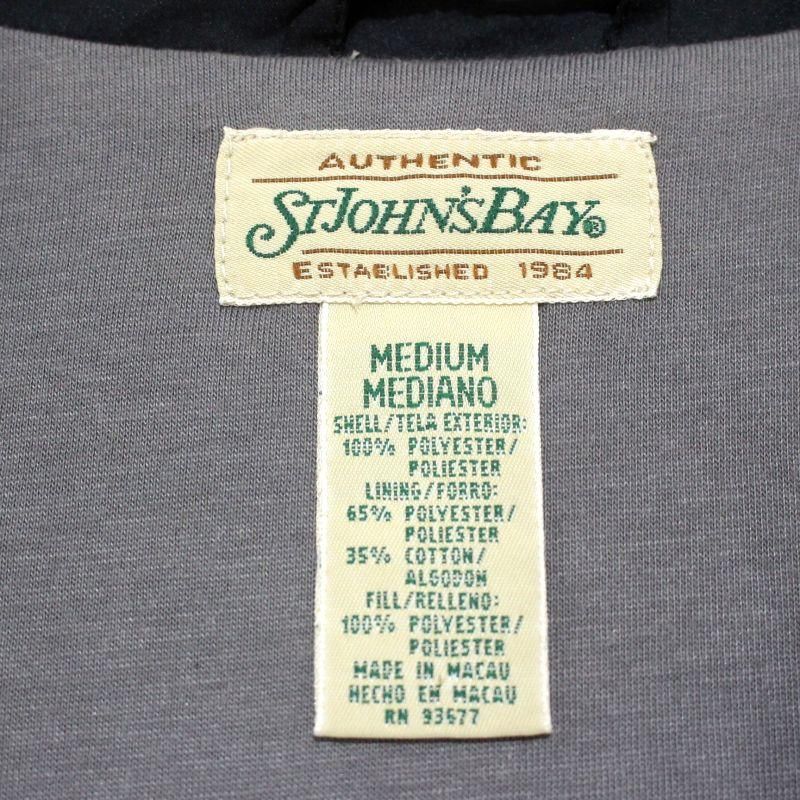 AUTHENTIC
ST JOHN'S BAY®
ESTABLISHED 1984
MEDIUM
MEDIANO
SHELL/TELA EXTERIOR:
100% POLYESTER/
POLIESTER
LINING/FORRO:
65% POLYESTER/
POLIESTER
35% COTTON/
ALGODON
FILL/RELLENO:
100% POLYESTER/
POLIESTER
MADE IN MACAU
HECHO EN MACAU
RN 93677